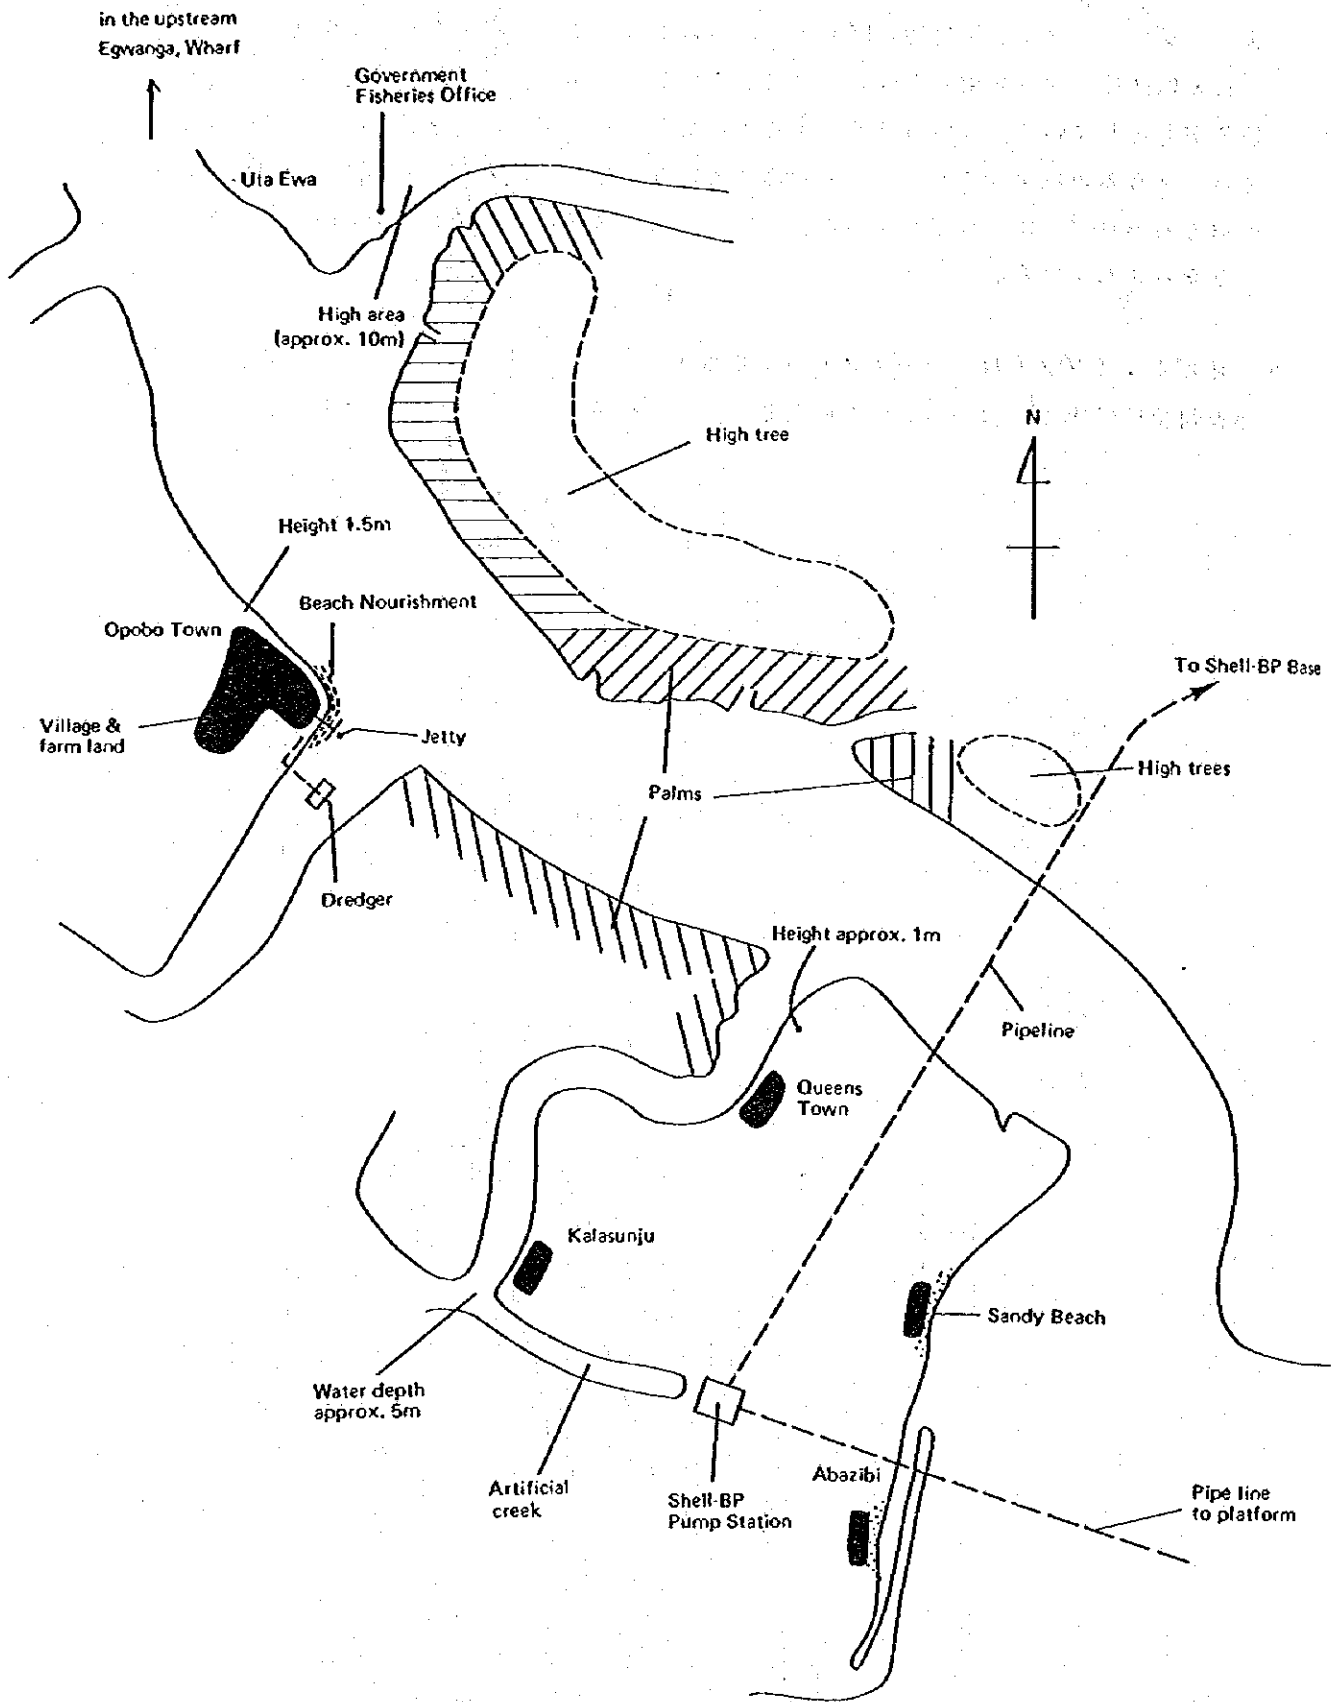 in the upstream
Egwanga, Wharf
Government
Fisheries Office
Uta Ewa
High area
(approx. 10m)
High tree
N
Height 1.5m
Beach Nourishment
Opobo Town
To Shell-BP Base
Village &
farm land
Jetty
High trees
Palms
Dredger
Height approx. 1m
Pipeline
Queens
Town
Kalasunju
Sandy Beach
Water depth
approx. 5m
Abazibi
Artificial
creek
Shell-BP
Pump Station
Pipe line
to platform